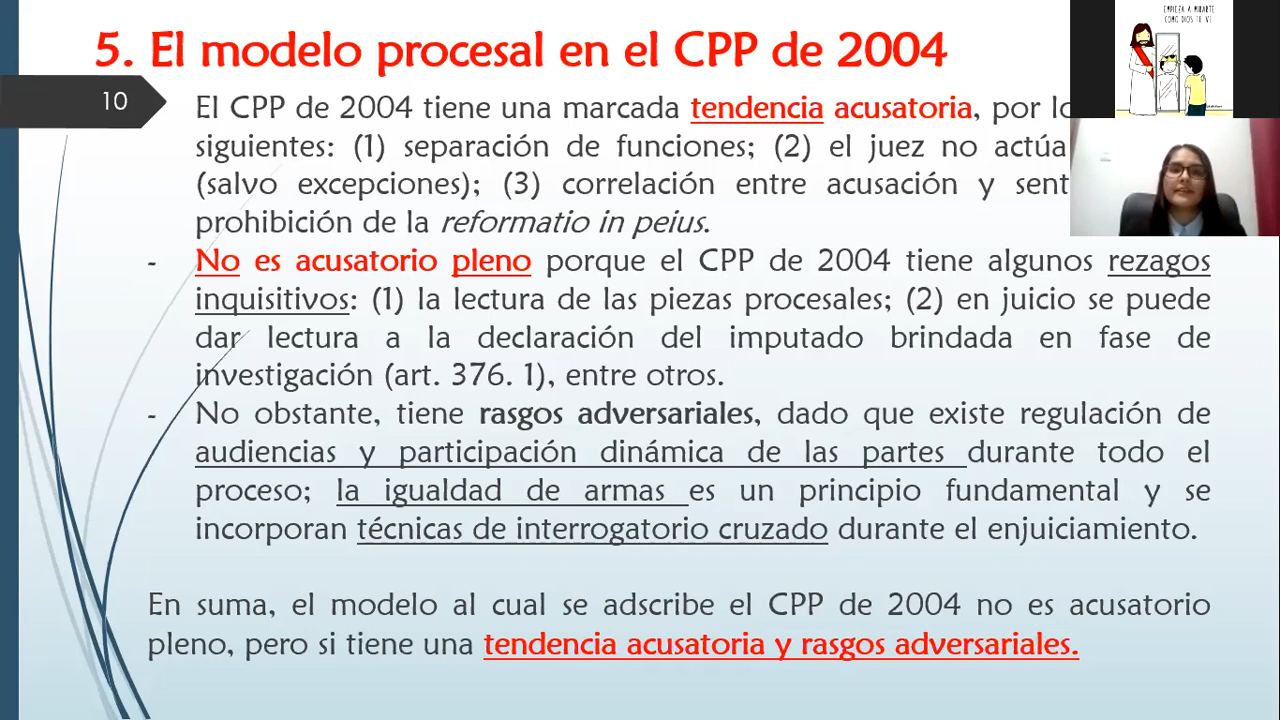 5. El modelo procesal en el CPP de 2004
EMPIEZA A MIRARTE
COMO DIOS TE VE
10
El CPP de 2004 tiene una marcada tendencia acusatoria, por lo
siguientes: (1) separación de funciones; (2) el juez no actúa
(salvo excepciones); (3) correlación entre acusación y sent
prohibición de la reformatio in peius.
- No es acusatorio pleno porque el CPP de 2004 tiene algunos rezagos
inquisitivos: (1) la lectura de las piezas procesales; (2) en juicio se puede
dar lectura a la declaración del imputado brindada en fase de
investigación (art. 376. 1), entre otros.
- No obstante, tiene rasgos adversariales, dado que existe regulación de
audiencias y participación dinámica de las partes durante todo el
proceso; la igualdad de armas es un principio fundamental y se
incorporan técnicas de interrogatorio cruzado durante el enjuiciamiento.
En suma, el modelo al cual se adscribe el CPP de 2004 no es acusatorio
pleno, pero si tiene una tendencia acusatoria y rasgos adversariales.